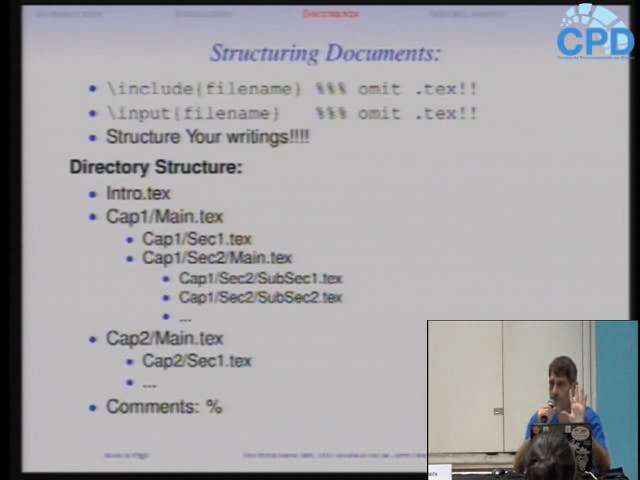 CPD
Structuring Documents:
• \include{filename} %%% omit .tex!!
• \input{filename} %%% omit .tex!!
• Structure Your writings!!!!
Directory Structure:
• Intro.tex
• Cap1/Main.tex
• Cap1/Sec1.tex
• Cap1/Sec2/Main.tex
• Cap1/Sec2/SubSec1.tex
• Cap1/Sec2/SubSec2.tex
• ...
• Cap2/Main.tex
• Cap2/Sec1.tex
• ...
• Comments: %